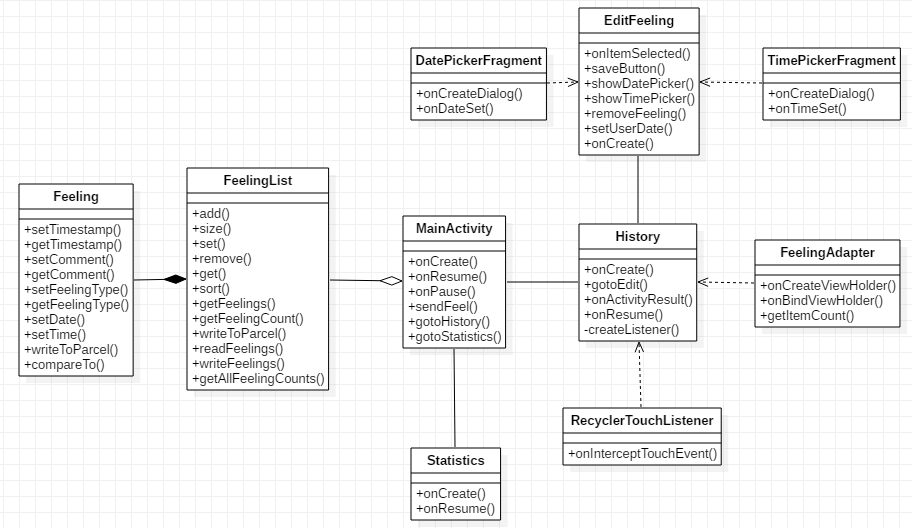 EditFeeling
+onItemSelected()
+saveButton()
+showDatePicker()
+showTimePicker()
+removeFeeling()
+setUserDate()
+onCreate()
DatePickerFragment
+onCreateDialog()
+onDateSet()
TimePickerFragment
+onCreateDialog()
+onTimeSet()
Feeling
+setTimestamp()
+getTimestamp()
+setComment()
+getComment()
+setFeelingType()
+getFeelingType()
+setDate()
+setTime()
+writeToParcel()
+compareTo()
FeelingList
+add()
+size()
+set()
+remove()
+get()
+sort()
+getFeelings()
+getFeelingCount()
+writeToParcel()
+readFeelings()
+writeFeelings()
+getAllFeelingCounts()
MainActivity
+onCreate()
+onResume()
+onPause()
+sendFeel()
+gotoHistory()
+gotoStatistics()
History
+onCreate()
+gotoEdit()
+onActivityResult()
+onResume()
-createListener()
FeelingAdapter
+onCreateViewHolder()
+onBindViewHolder()
+getItemCount()
RecyclerTouchListener
+onInterceptTouchEvent()
Statistics
+onCreate()
+onResume()